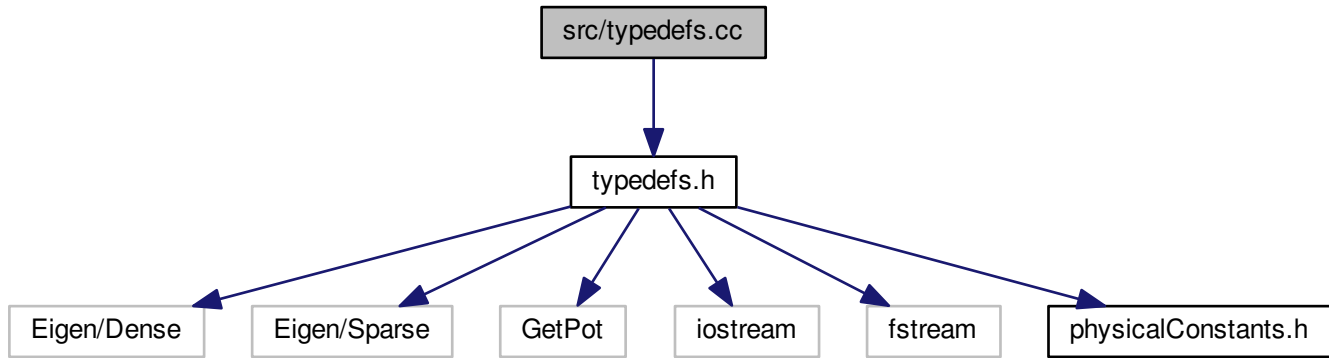 src/typedefs.cc
typedefs.h
Eigen/Dense
Eigen/Sparse
GetPot
iostream
fstream
physicalConstants.h